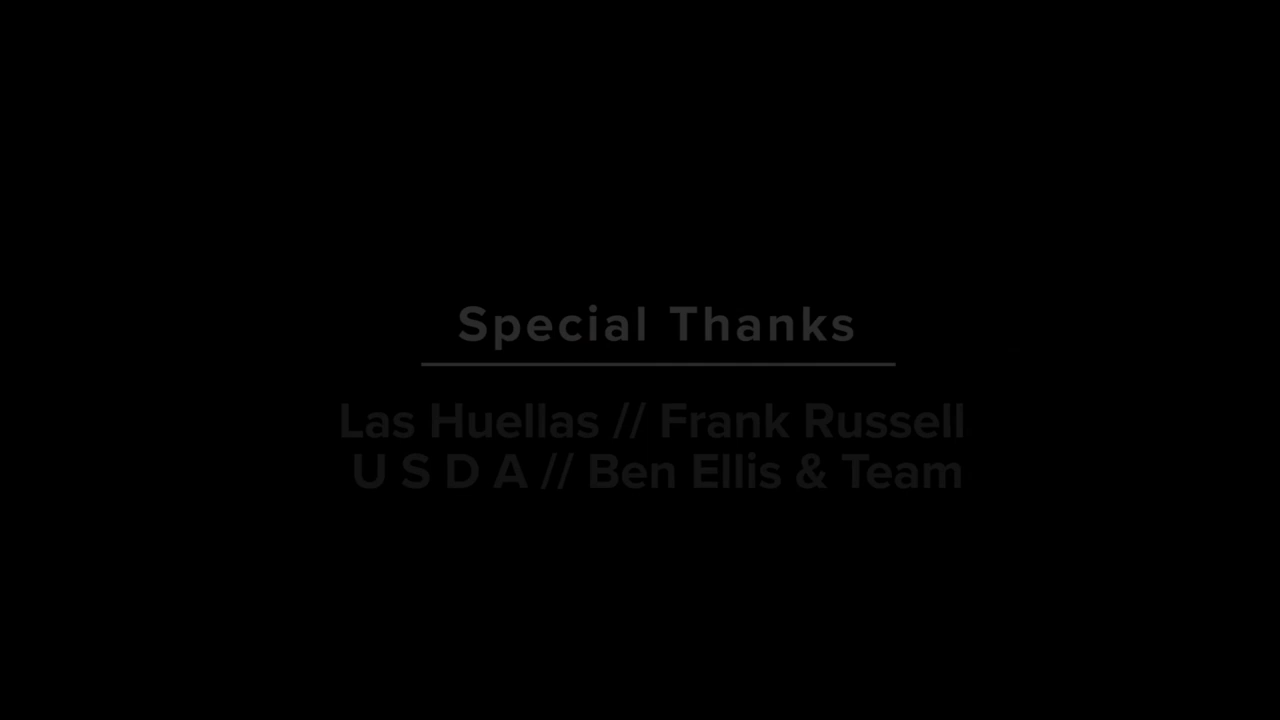 Special Thanks
Las Huellas // Frank Russell
U S D A // Ben Ellis & Team